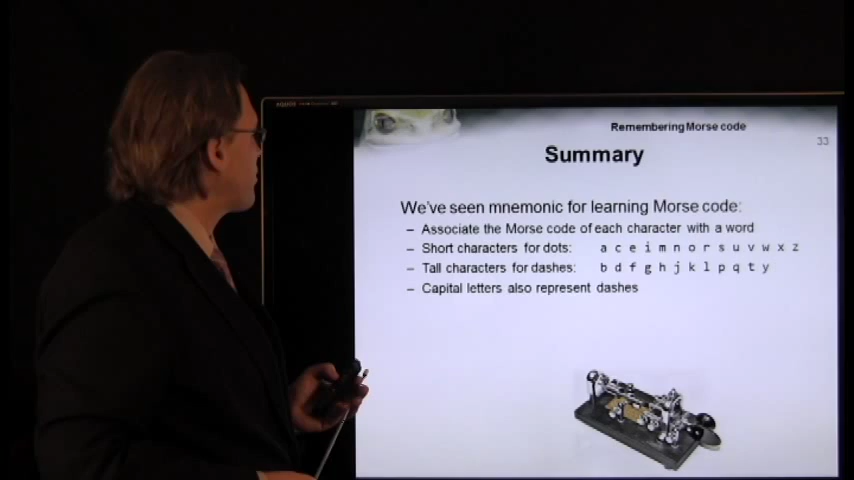 Remembering Morse code
33
Summary
We've seen mnemonic for learning Morse code:
– Associate the Morse code of each character with a word
– Short characters for dots: a c e i m n o r s u v w x z
– Tall characters for dashes: b d f g h j k l p q t y
– Capital letters also represent dashes